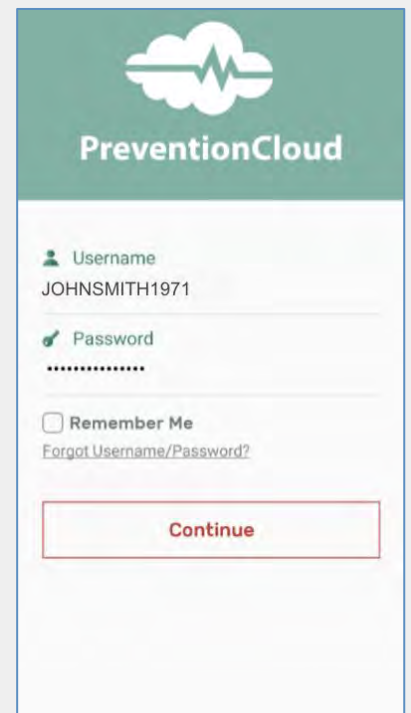 PreventionCloud
Username
JOHNSMITH1971
Password
•••••••••••••••
Remember Me
Forgot Username/Password?
Continue